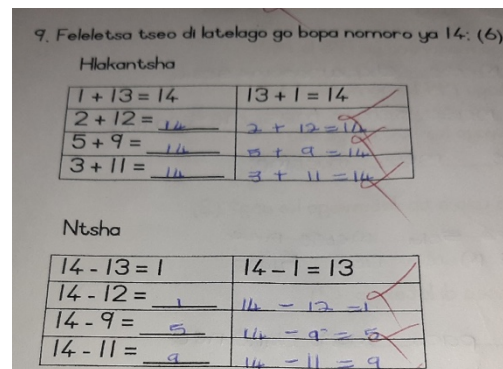 9. Feleletsa tseo di latelago go bopa nomoro ya 14: (6)
Hlakantsha
1 + 13 = 14 13 + 1 = 14
2 + 12 = 14 2 + 12 = 14
5 + 9 = 14 5 + 9 = 14
3 + 11 = 14 3 + 11 = 14
Ntsha
14 - 13 = 1 14 - 1 = 13
14 - 12 = 1 14 - 12 = 1
14 - 9 = 5 14 - 9 = 5
14 - 11 = 9 14 - 11 = 9